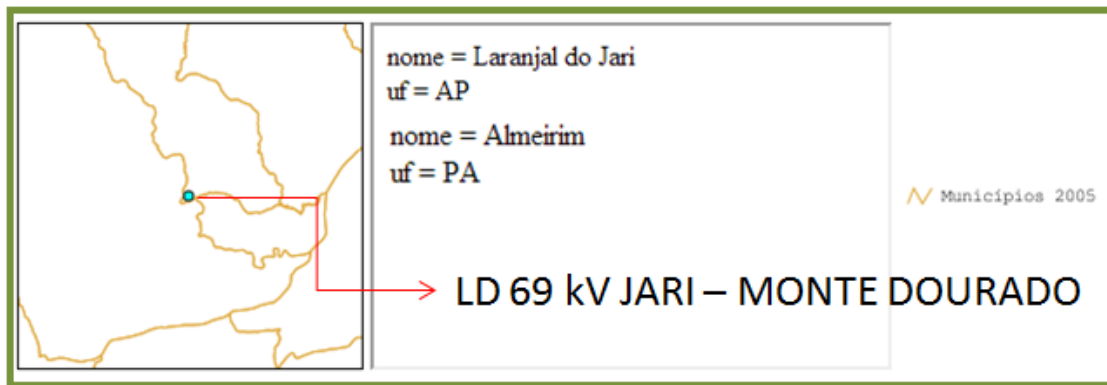 nome = Laranjal do Jari
uf = AP
nome = Almeirim
uf = PA
Municípios 2005
LD 69 kV JARI – MONTE DOURADO